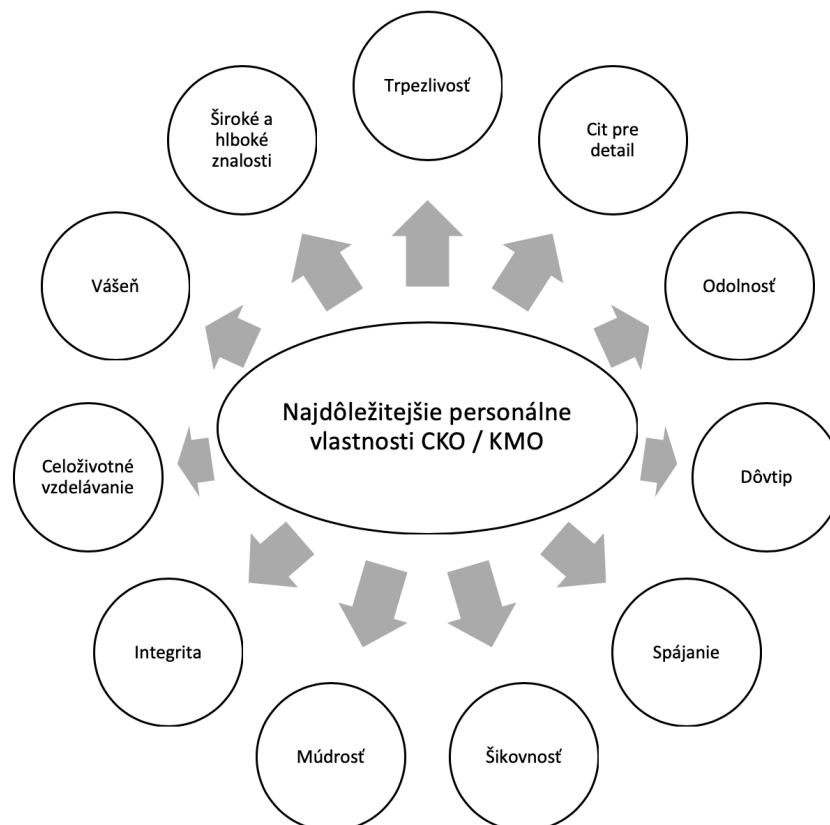 Trpezlivosť
Cit pre
detail
Odolnosť
Dôvtip
Spájanie
Šikovnosť
Múdrosť
Integrita
Celoživotné
vzdelávanie
Vášeň
Široké a
hlboké
znalosti
Najdôležitejšie personálne
vlastnosti CKO / KMO